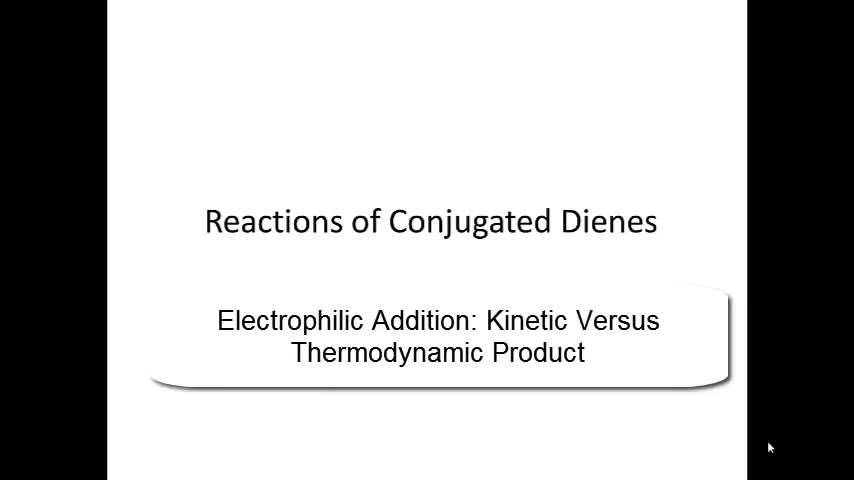 Reactions of Conjugated Dienes
Electrophilic Addition: Kinetic Versus
Thermodynamic Product